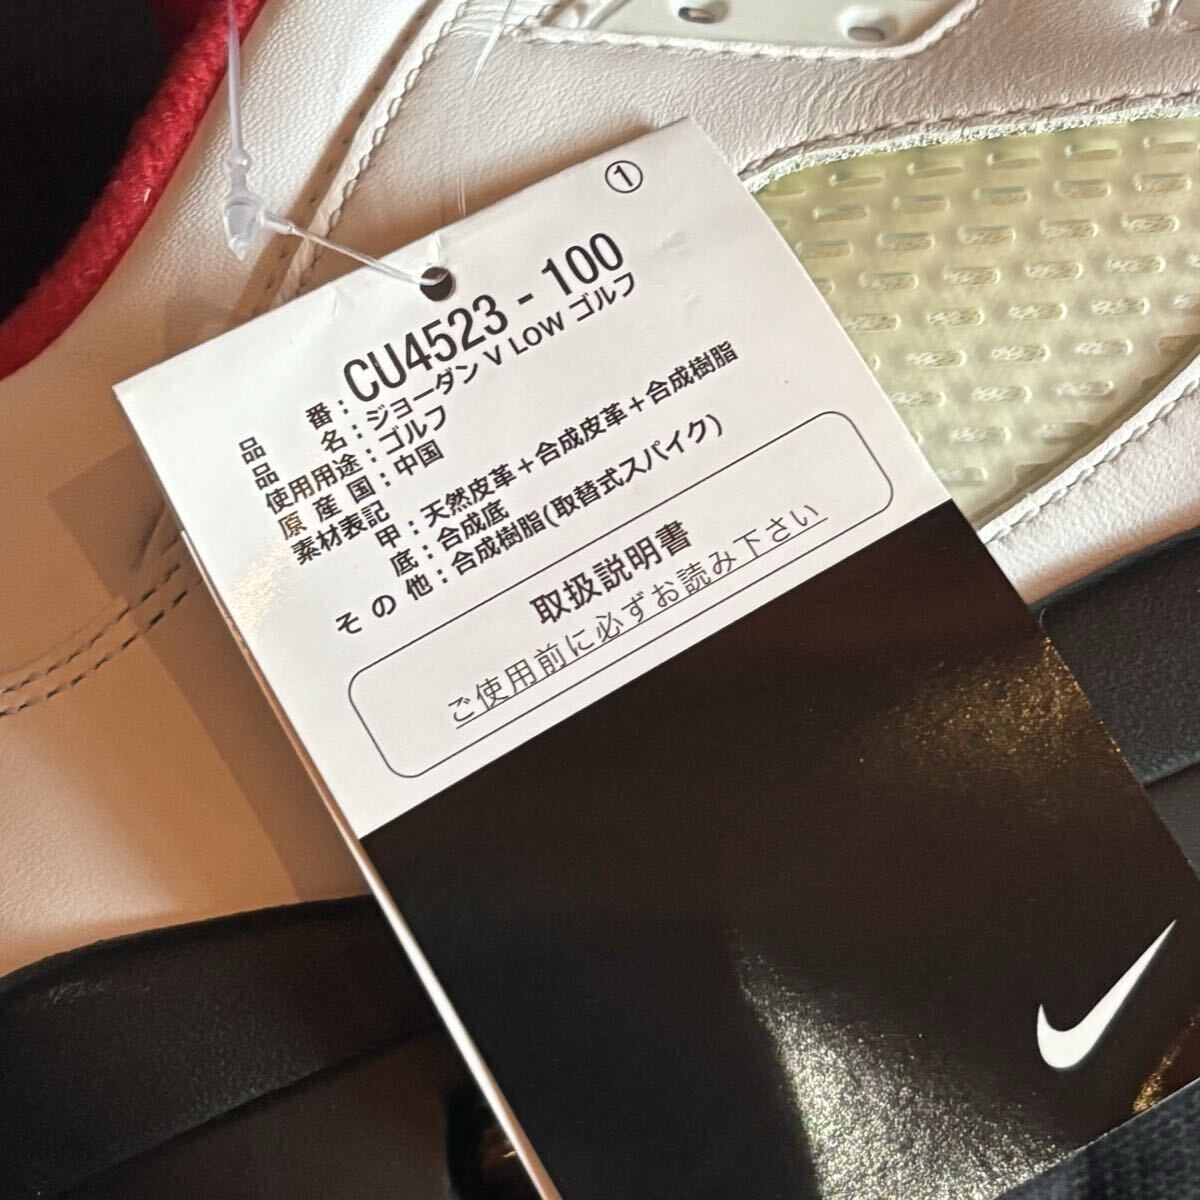 ①
品番：CU4523 - 100
品名：ジョーダン V LOW ゴルフ
使用用途：ゴルフ
原産国：中国
素材表記
甲：天然皮革＋合成皮革＋合成樹脂
底：合成底
その他：合成樹脂(取替式スパイク)
取扱説明書
ご使用前に必ずお読み下さい